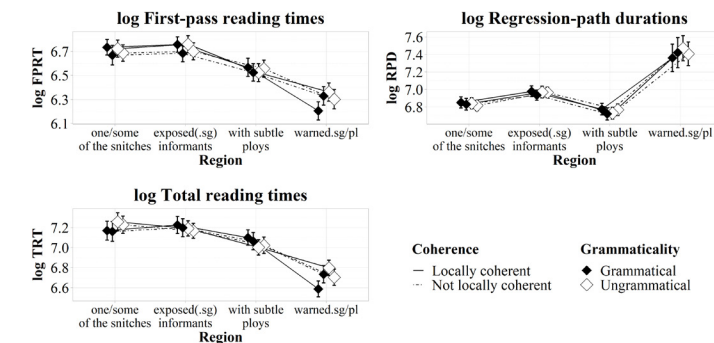 log First-pass reading times
log FPRT
6.7
6.5
6.3
6.1
one/some
of the snitches
exposed(.sg)
informants
with subtle
ploys
warned.sg/pl
Region
log Regression-path durations
log RPD
7.6
7.4
7.2
7.0
6.8
one/some
of the snitches
exposed(.sg)
informants
with subtle
ploys
warned.sg/pl
Region
log Total reading times
log TRT
7.2
7.0
6.8
6.6
one/some
of the snitches
exposed(.sg)
informants
with subtle
ploys
warned.sg/pl
Region
Coherence
Locally coherent
Not locally coherent
Grammaticality
Grammatical
Ungrammatical